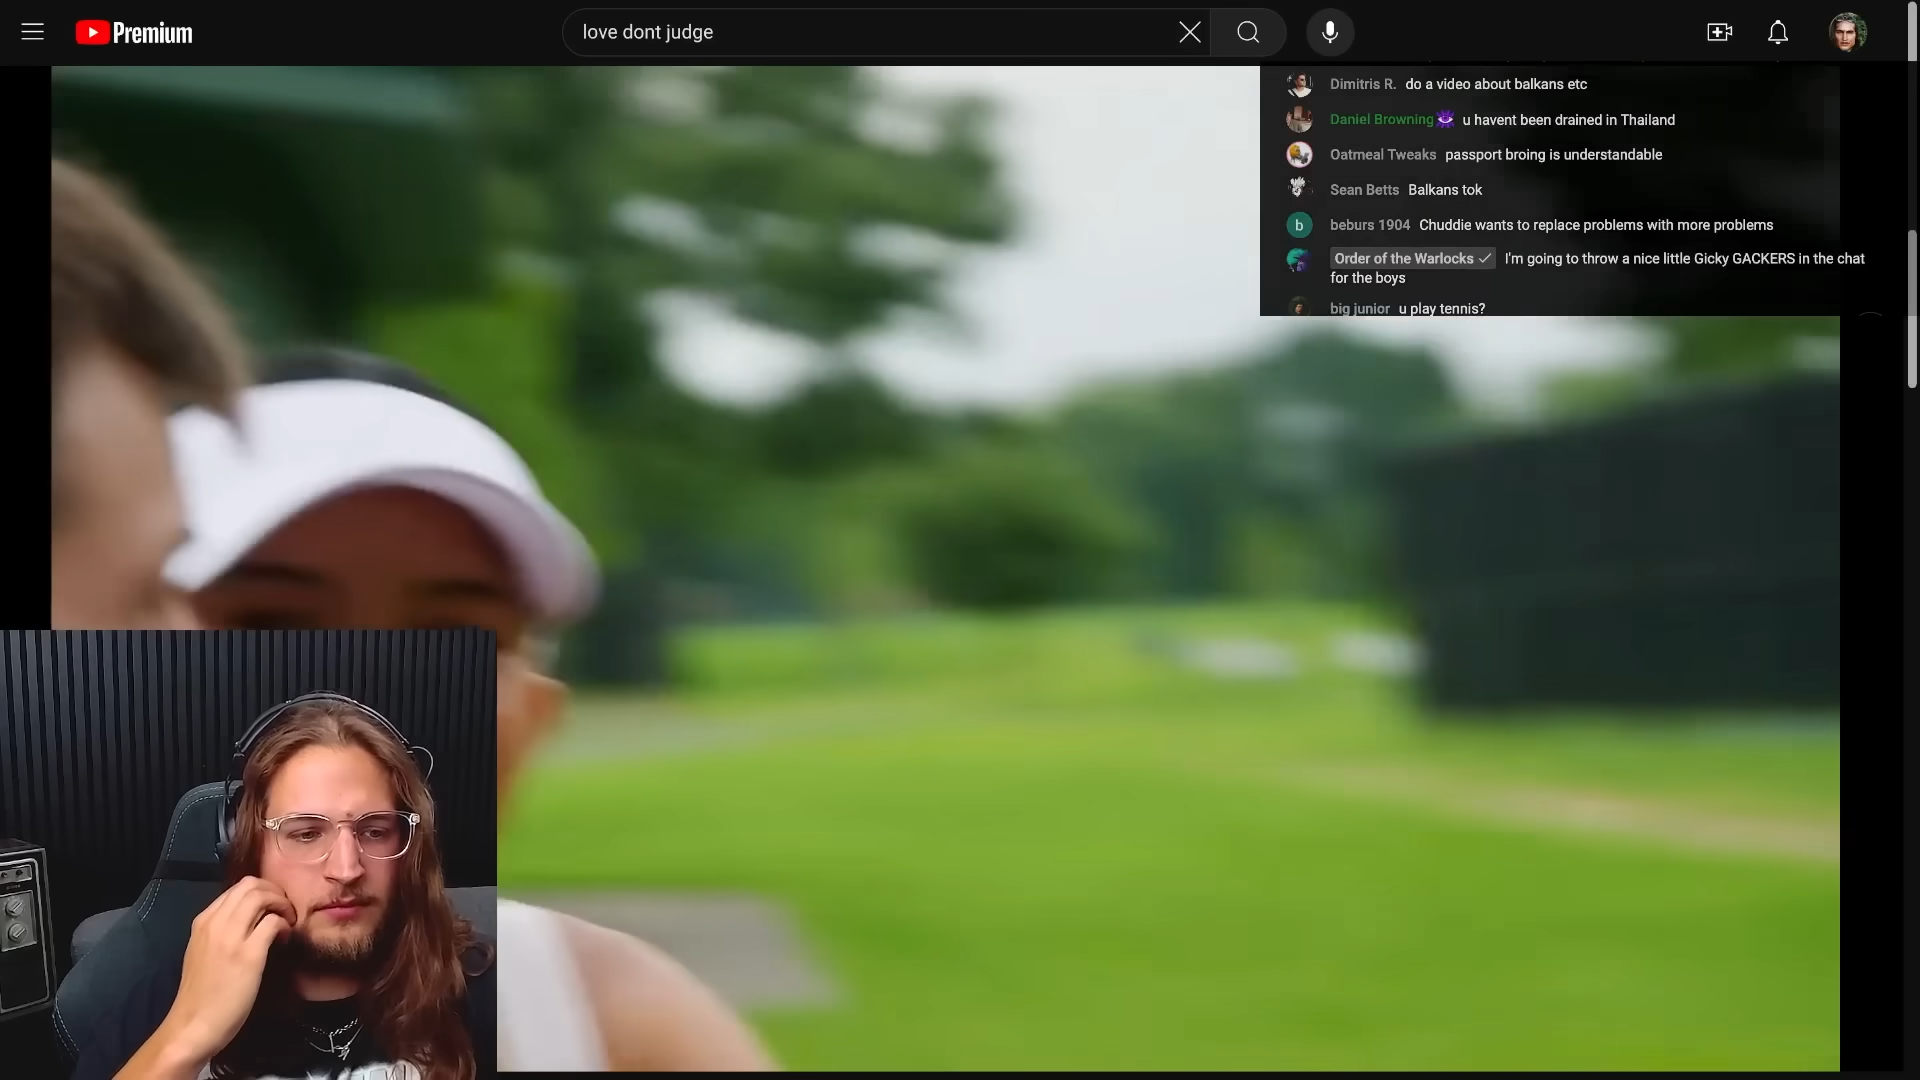 Premium
love dont judge
Dimitris R. do a video about balkans etc
Daniel Browning u havent been drained in Thailand
Oatmeal Tweaks passport broing is understandable
Sean Betts Balkans tok
b beburs 1904 Chuddie wants to replace problems with more problems
Order of the Warlocks I'm going to throw a nice little Gicky GACKERS in the chat
for the boys
big junior u play tennis?